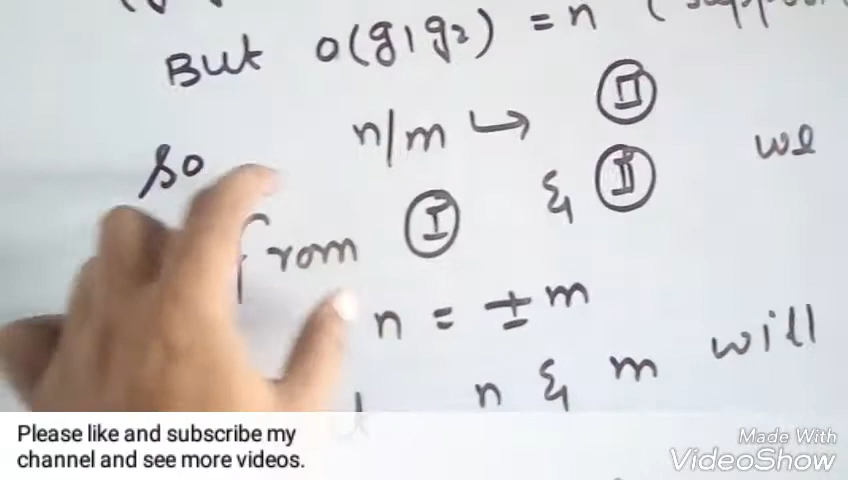 But o(g1g2) = n (
n/m ↪ II
so
from I & II we
n = ± m
n & m will
Please like and subscribe my
channel and see more videos.
Made With
VideoShow